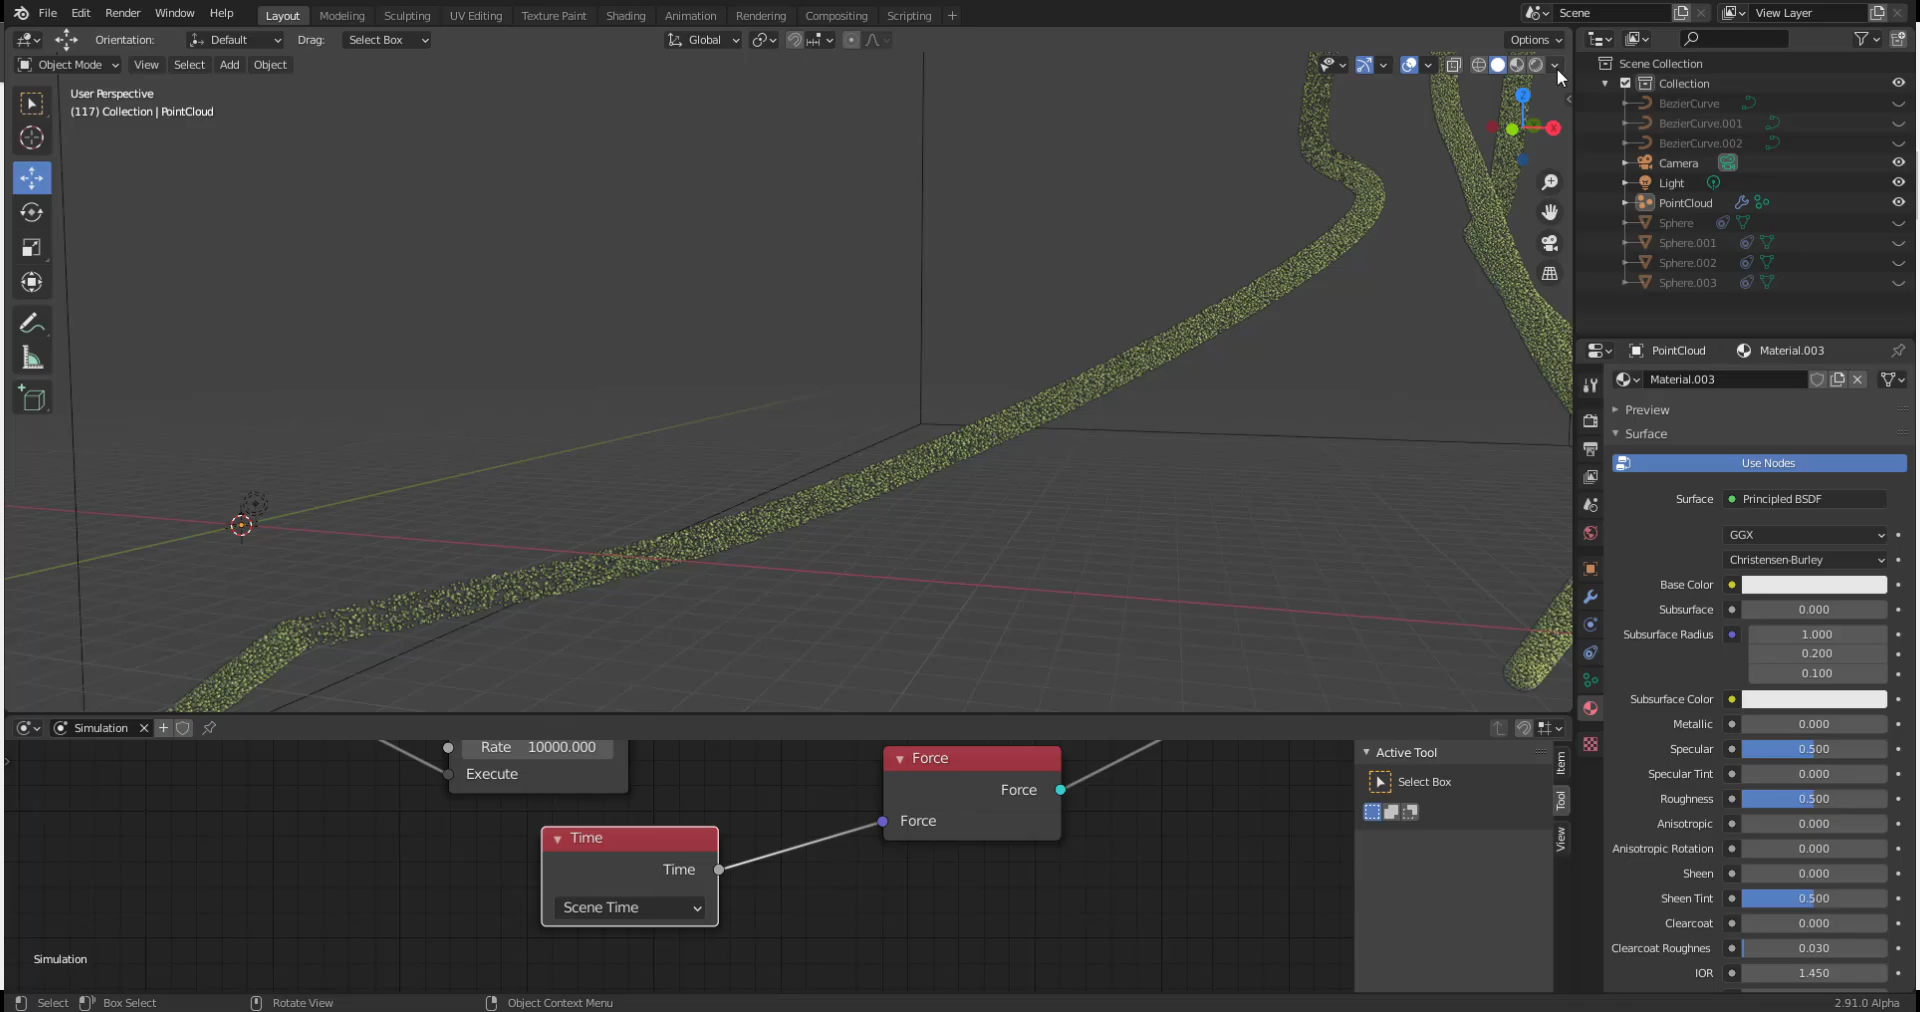 File Edit Render Window Help Layout Modeling Sculpting UV Editing Texture Paint Shading Animation Rendering Compositing Scripting + Scene View Layer
Orientation: Default Drag: Select Box Global Options
Object Mode View Select Add Object
User Perspective
(117) Collection | PointCloud
Z
X
Scene Collection
Collection
BezierCurve
BezierCurve.001
BezierCurve.002
Camera
Light
PointCloud
Sphere
Sphere.001
Sphere.002
Sphere.003
PointCloud Material.003
Material.003
Preview
Surface
Use Nodes
Surface Principled BSDF
GGX
Christensen-Burley
Base Color
Subsurface 0.000
Subsurface Radius 1.000
0.200
0.100
Subsurface Color
Metallic 0.000
Specular 0.500
Specular Tint 0.000
Roughness 0.500
Anisotropic 0.000
Anisotropic Rotation 0.000
Sheen 0.000
Sheen Tint 0.500
Clearcoat 0.000
Clearcoat Roughnes 0.030
IOR 1.450
Simulation
Rate 10000.000
Execute
Force
Force
Force
Time
Time
Scene Time
Simulation
Active Tool
Select Box
Item
Tool
View
Select Box Select Rotate View Object Context Menu 2.91.0 Alpha